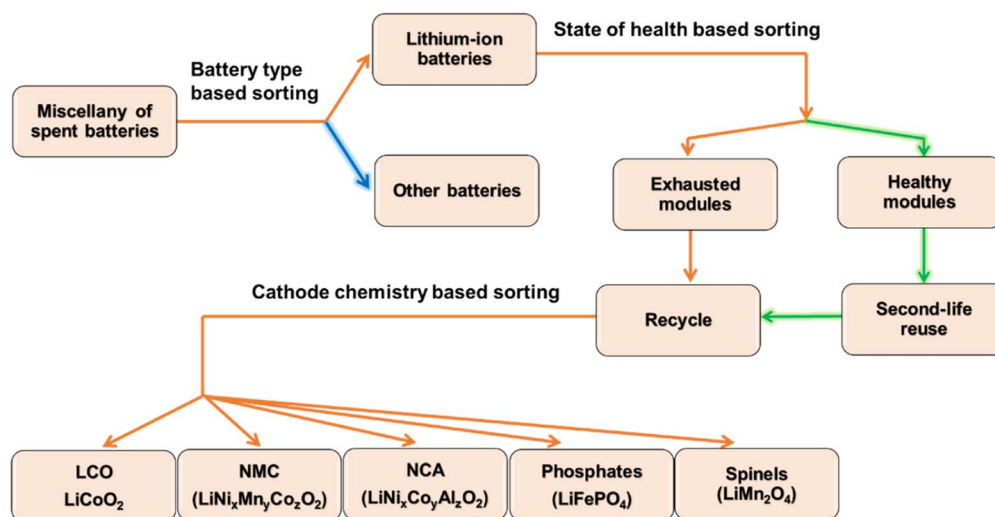 Lithium-ion
batteries
State of health based sorting
Battery type
based sorting
Miscellany of
spent batteries
Other batteries
Exhausted
modules
Healthy
modules
Cathode chemistry based sorting
Recycle
Second-life
reuse
LCO
LiCoO₂
NMC
(LiNiₓMnᵧCo₂O₂)
NCA
(LiNiₓCoᵧAl₂O₂)
Phosphates
(LiFePO₄)
Spinels
(LiMn₂O₄)